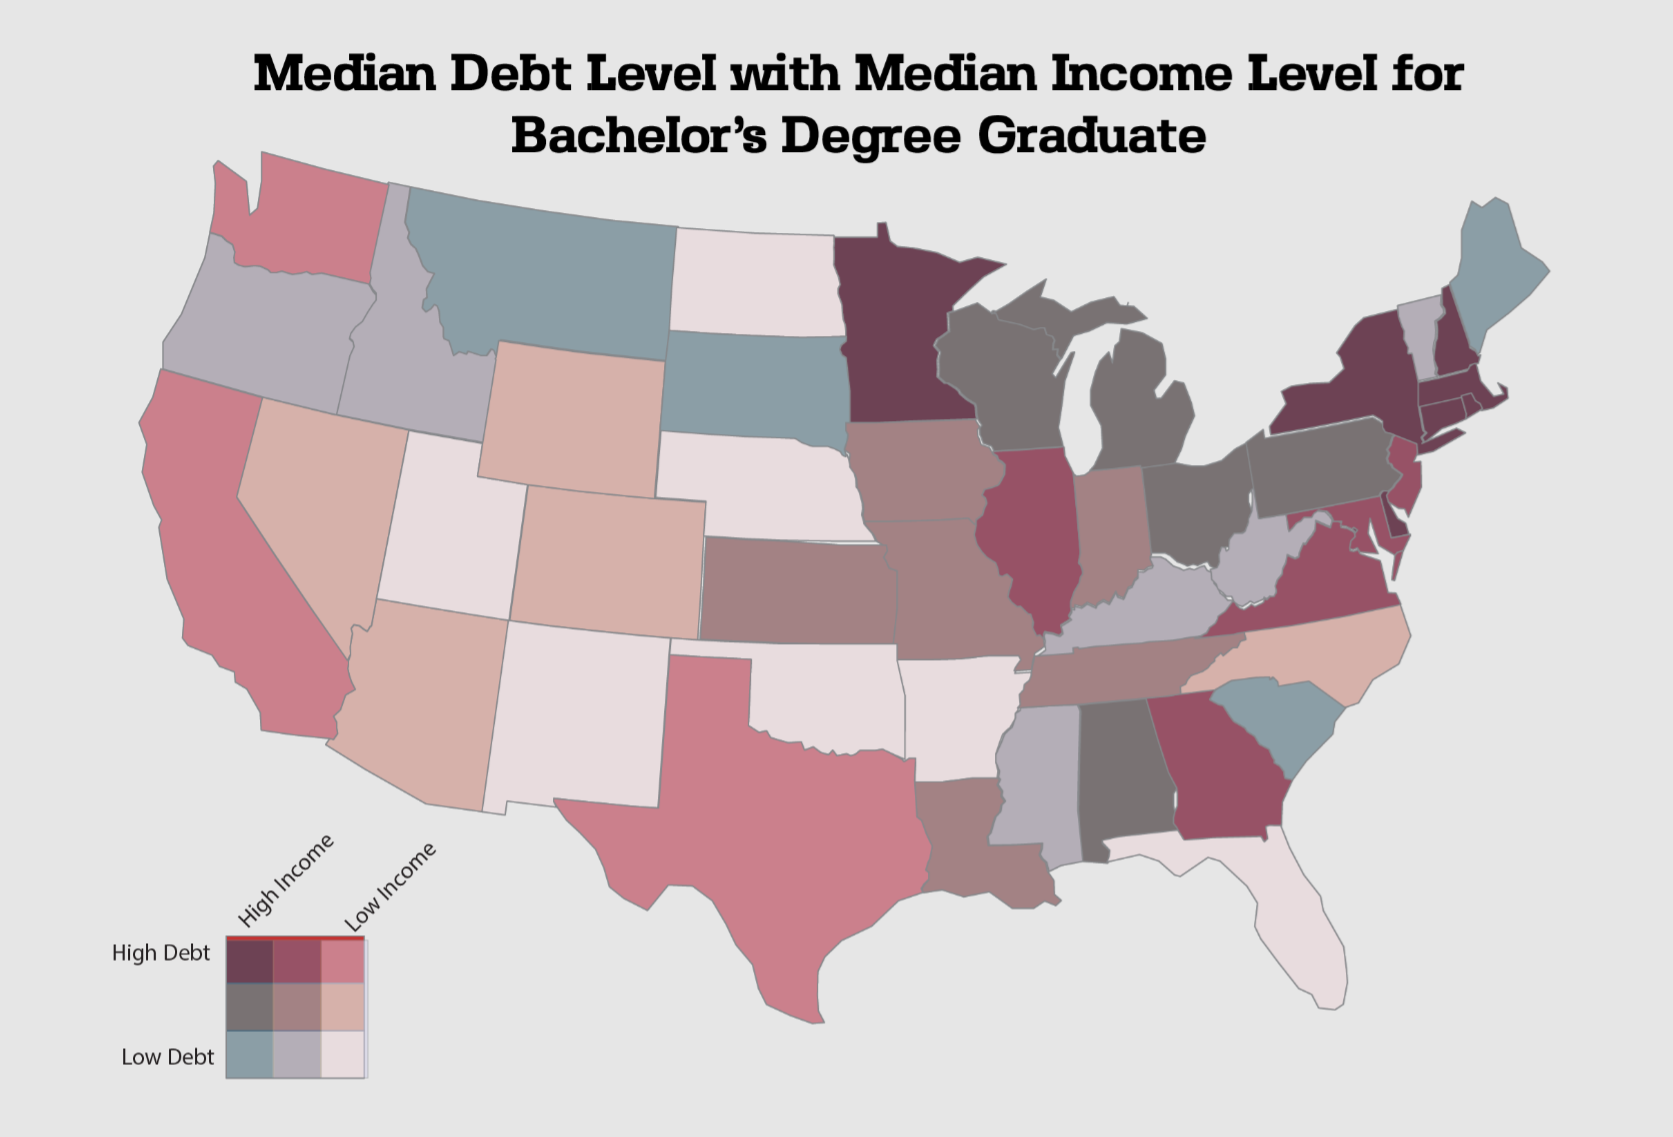 Median Debt Level with Median Income Level for
Bachelor's Degree Graduate
High Income
Low Income
High Debt
Low Debt